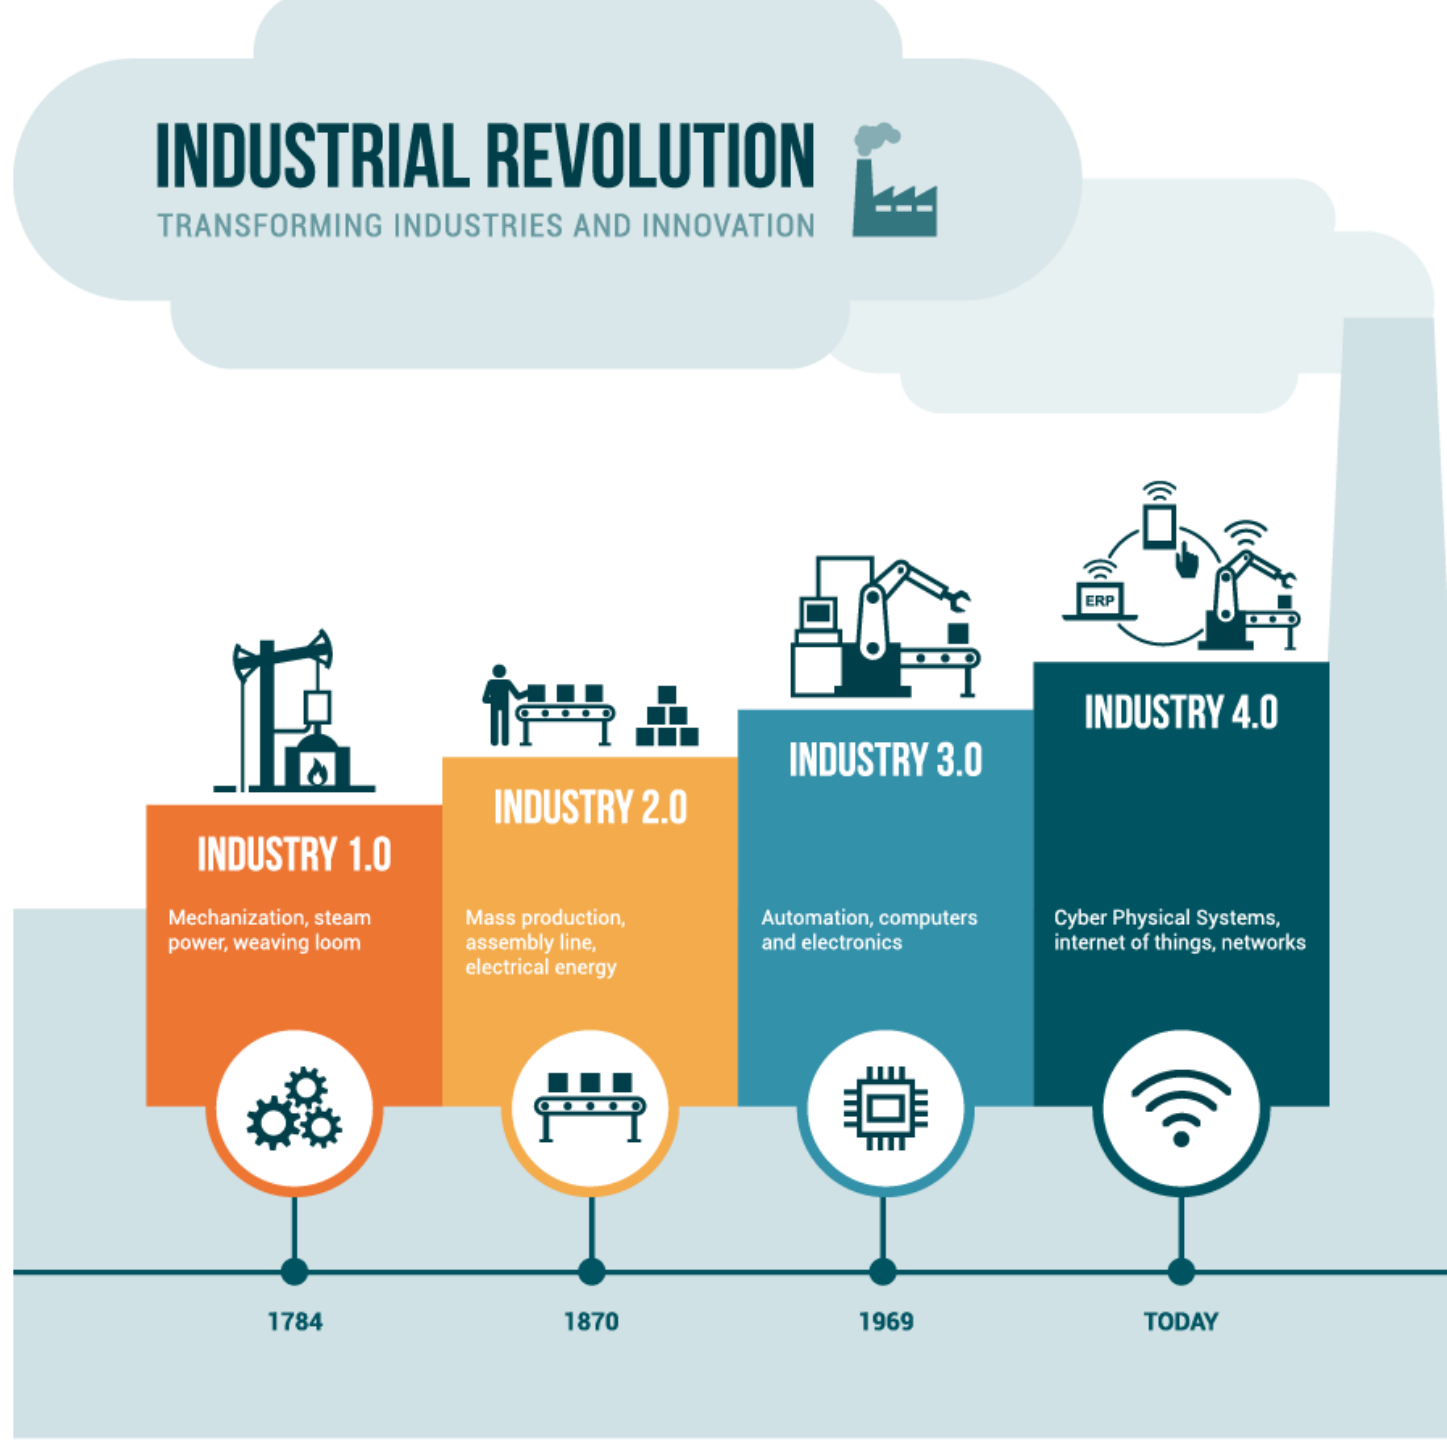 INDUSTRIAL REVOLUTION
TRANSFORMING INDUSTRIES AND INNOVATION
ERP
INDUSTRY 1.0
Mechanization, steam
power, weaving loom
INDUSTRY 2.0
Mass production,
assembly line,
electrical energy
INDUSTRY 3.0
Automation, computers
and electronics
INDUSTRY 4.0
Cyber Physical Systems,
internet of things, networks
1784
1870
1969
TODAY